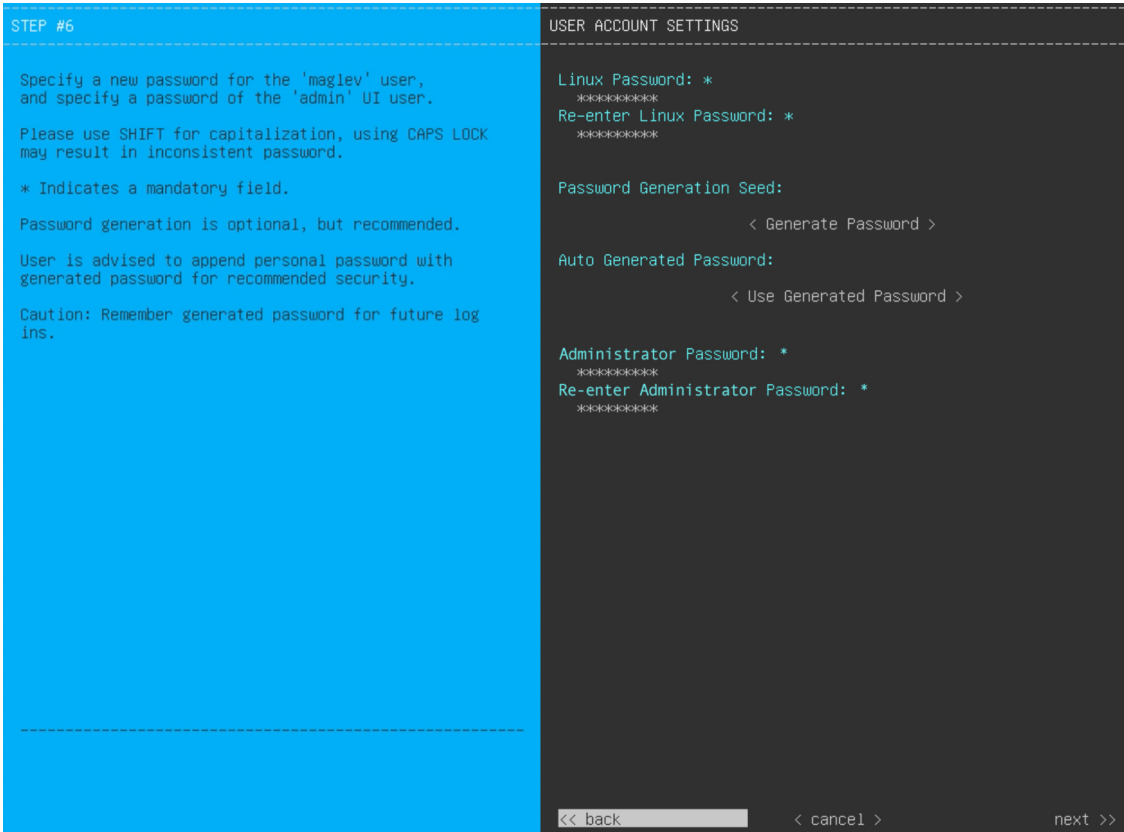 STEP #6
Specify a new password for the 'maglev' user,
and specify a password of the 'admin' UI user.
Please use SHIFT for capitalization, using CAPS LOCK
may result in inconsistent password.
* Indicates a mandatory field.
Password generation is optional, but recommended.
User is advised to append personal password with
generated password for recommended security.
Caution: Remember generated password for future log
ins.
USER ACCOUNT SETTINGS
Linux Password: *
*********
Re-enter Linux Password: *
*********
Password Generation Seed:
< Generate Password >
Auto Generated Password:
< Use Generated Password >
Administrator Password: *
*********
Re-enter Administrator Password: *
*********
<< back < cancel > next >>